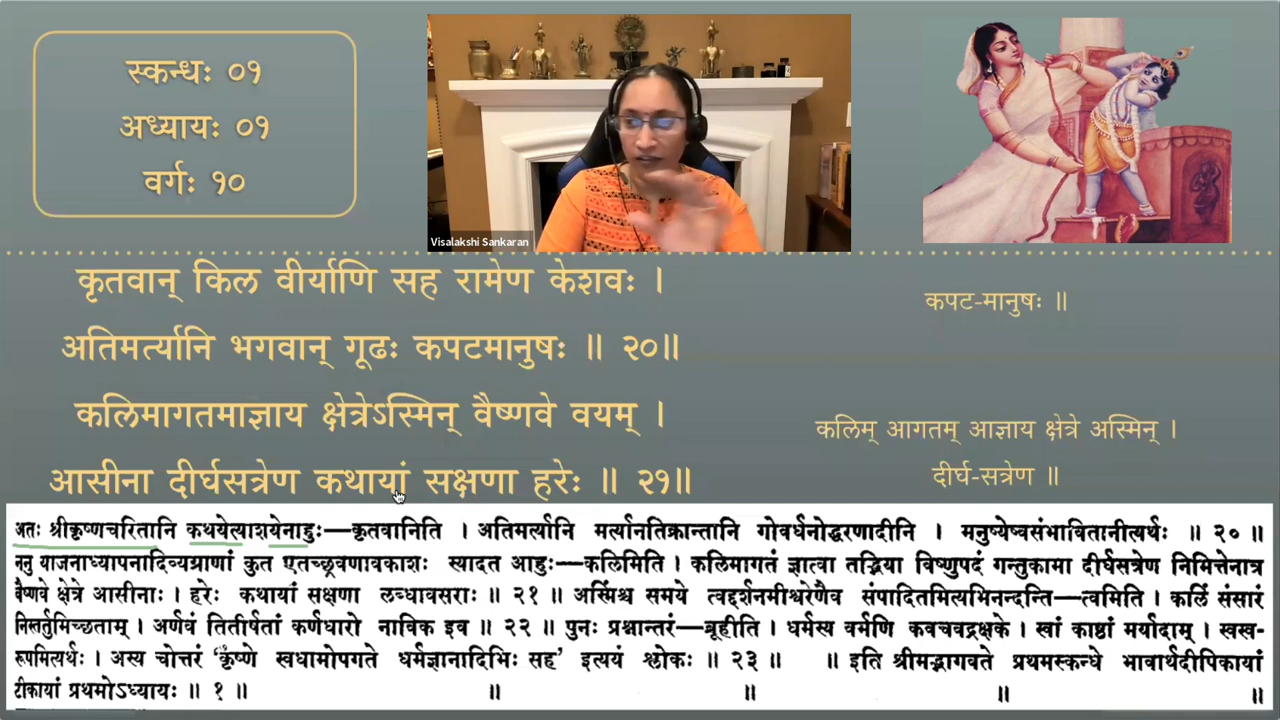 स्कन्धः ०१
अध्यायः ०१
वर्गः १०
Visalakshi Sankaran
कृतवान् किल वीर्याणि सह रामेण केशवः ।
अतिमर्त्यानि भगवान् गूढः कपटमानुषः ॥ २०॥
कलिमागतमाज्ञाय क्षेत्रेऽस्मिन् वैष्णवे वयम् ।
आसीना दीर्घसत्रेण कथायां सक्षणा हरेः ॥ २१॥
कपट-मानुषः ॥
कलिम् आगतम् आज्ञाय क्षेत्रे अस्मिन् ।
दीर्घ-सत्रेण ॥
अतः श्रीकृष्णचरितानि कथयेत्याशयेनाहुः—कृतवानिति । अतिमर्त्यानि मर्त्यानतिक्रान्तानि गोवर्धनोद्धरणादीनि । मनुष्येष्वसंभावितानीत्यर्थः ॥ २० ॥
ननु याजनाध्यापनादिव्यग्राणां कुत एतच्छ्रवणावकाशः स्यादत आहुः—कलिमिति । कलिमागतं ज्ञात्वा तद्भिया विष्णुपदं गन्तुकामा दीर्घसत्रेण निमित्तेनात्र
वैष्णवे क्षेत्रे आसीनाः । हरेः कथायां सक्षणा लब्धावसराः ॥ २१ ॥ अस्मिंश्च समये त्वद्दर्शनमीश्वरेणैव संपादितमित्यभिनन्दन्ति—त्वमिति । कलिं संसारं
निस्तर्तुमिच्छताम् । अर्णवं तितीर्षतां कर्णधारो नाविक इव ॥ २२ ॥ पुनः प्रश्नान्तरं—ब्रूहीति । धर्मस्य वर्मणि कवचवद्रक्षके । स्वां काष्ठां मर्यादाम् । स्वस्व-
रूपमित्यर्थः । अस्य चोत्तरं ‘कृष्णे स्वधामोपगते धर्मज्ञानादिभिः सह’ इत्ययं श्लोकः ॥ २३ ॥ ॥ इति श्रीमद्भागवते प्रथमस्कन्धे भावार्थदीपिकायां
टीकायां प्रथमोऽध्यायः ॥ १ ॥ ॥ ॥ ॥ ॥